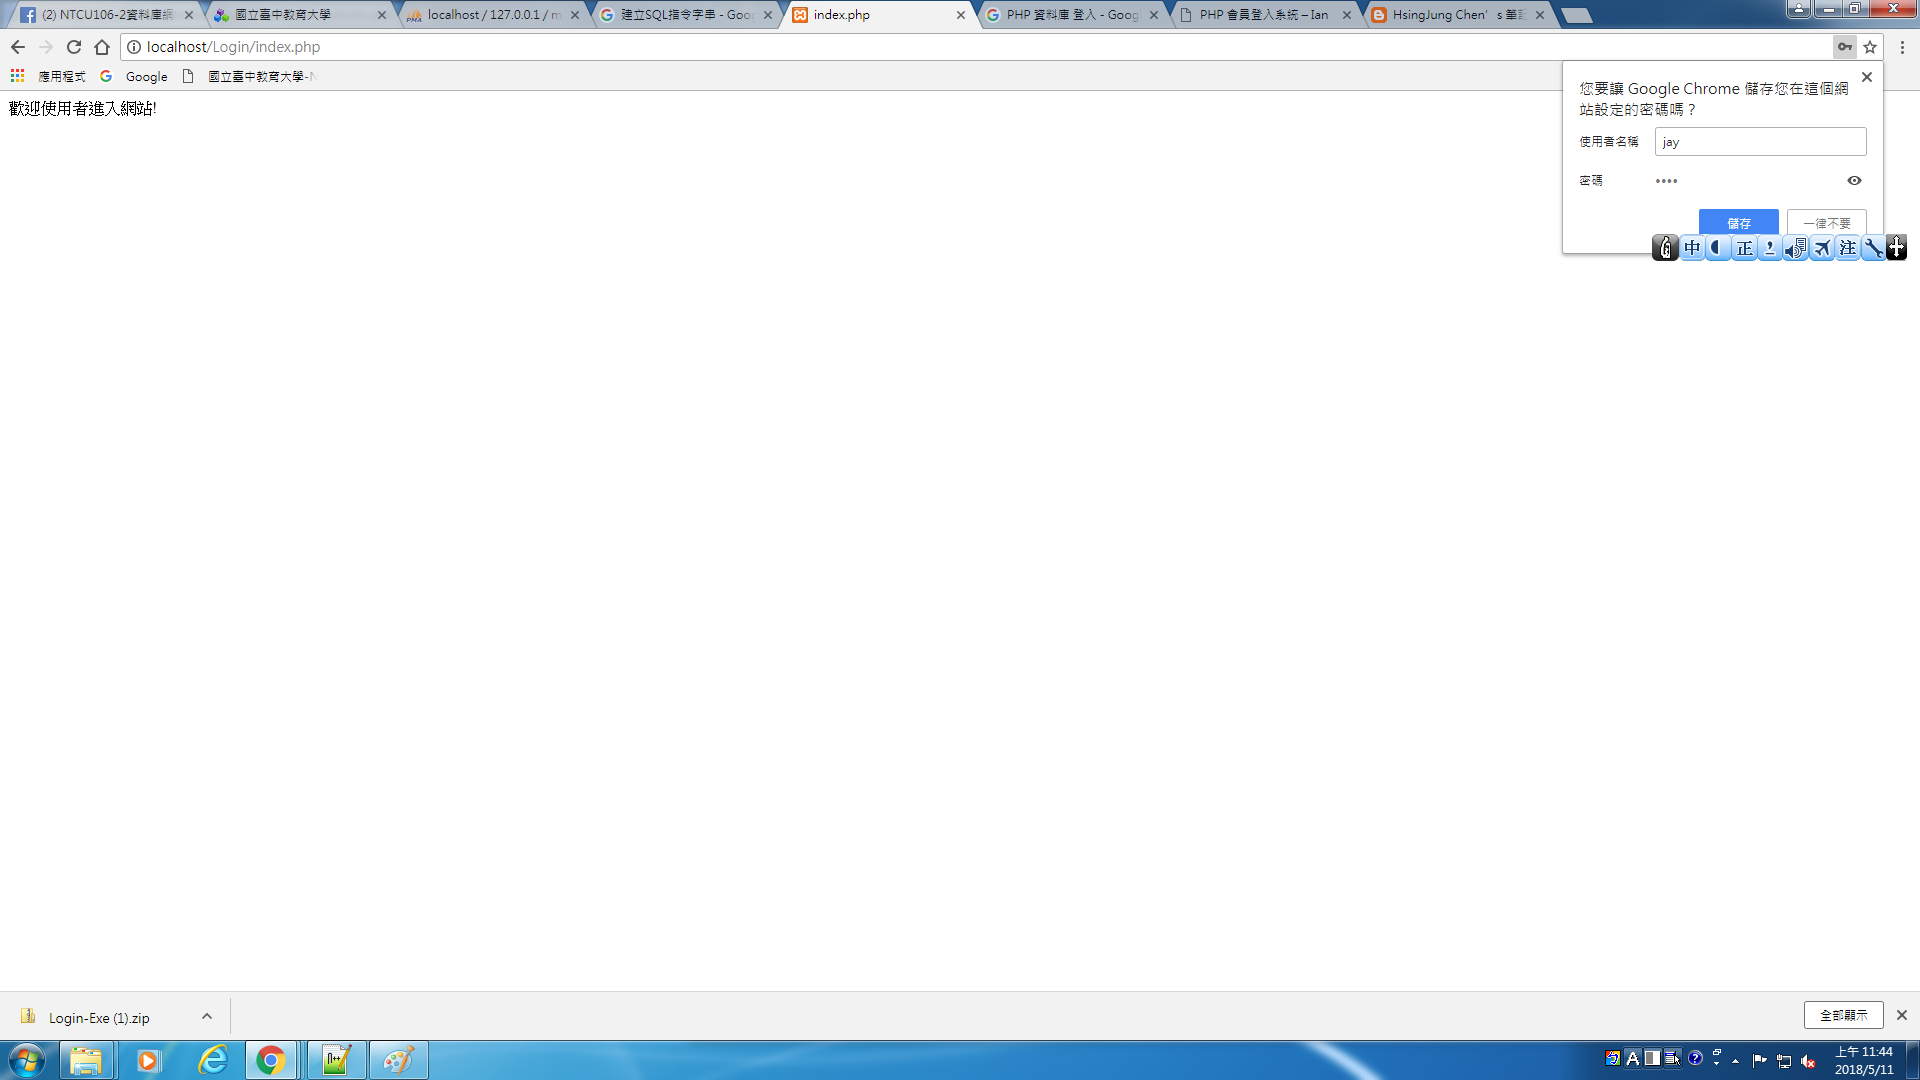 (2) NTCU106-2資料庫網
國立臺中教育大學
localhost / 127.0.0.1 / m
建立SQL指令字串 - Goo
index.php
PHP 資料庫 登入 - Goog
PHP 會員登入系統 – Ian
HsingJung Chen's 筆記
localhost/Login/index.php
應用程式
Google
國立臺中教育大學-N
歡迎使用者進入網站!
您要讓 Google Chrome 儲存您在這個網
站設定的密碼嗎？
使用者名稱
jay
密碼
••••
儲存
一律不要
中
正
注
Login-Exe (1).zip
全部顯示
上午 11:44
2018/5/11